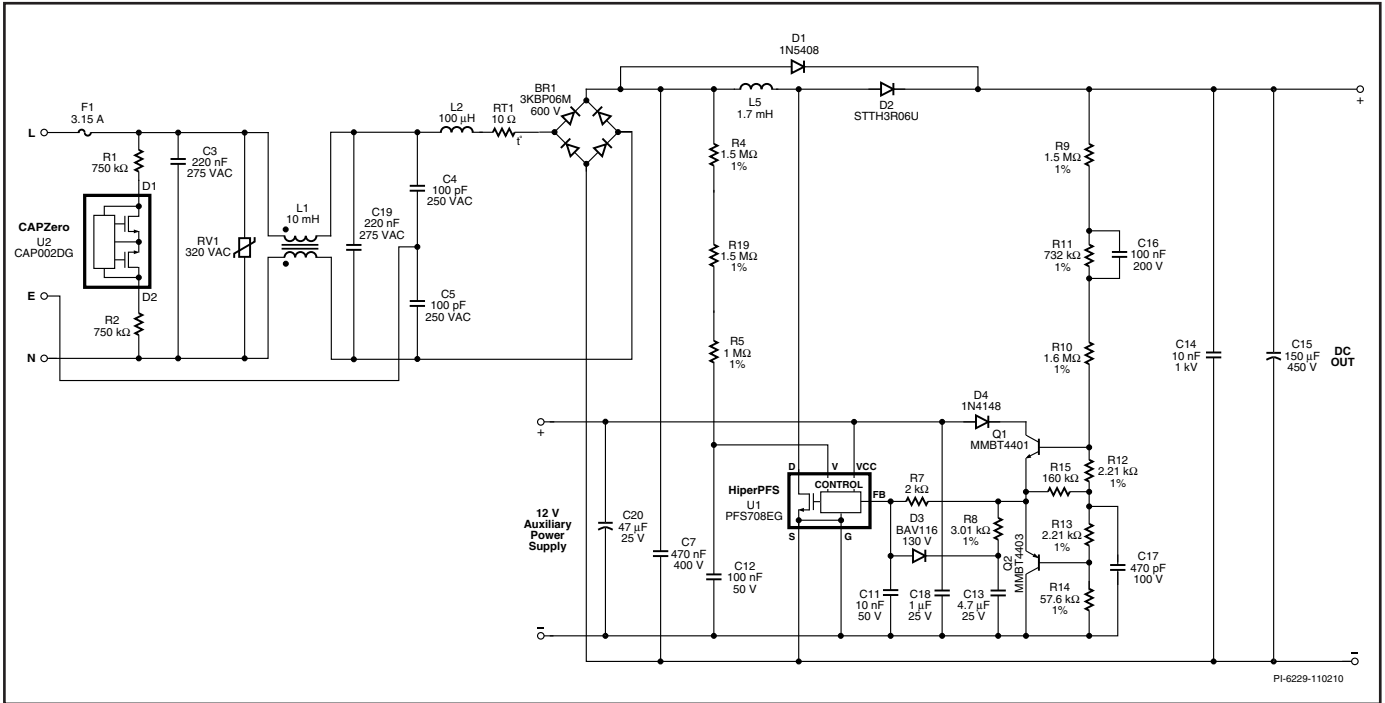 D1
1N5408
BR1
3KBP06M
600 V
L5
1.7 mH
D2
STTH3R06U
+
F1
3.15 A
L
L2
100 µH
RT1
10 Ω
t°
R1
750 kΩ
C3
220 nF
275 VAC
D1
CAPZero
U2
CAP002DG
D2
RV1
320 VAC
L1
10 mH
C19
220 nF
275 VAC
C4
100 pF
250 VAC
C5
100 pF
250 VAC
E
R2
750 kΩ
N
R4
1.5 MΩ
1%
R19
1.5 MΩ
1%
R5
1 MΩ
1%
R9
1.5 MΩ
1%
R11
732 kΩ
1%
C16
100 nF
200 V
R10
1.6 MΩ
1%
C14
10 nF
1 kV
C15
150 µF
450 V
DC
OUT
+
D4
1N4148
Q1
MMBT4401
R15
160 kΩ
R12
2.21 kΩ
1%
12 V
Auxiliary
Power
Supply
C20
47 µF
25 V
C7
470 nF
400 V
C12
100 nF
50 V
HiperPFS
U1
PFS708EG
D
V
VCC
CONTROL
FB
S
G
R7
2 kΩ
D3
BAV116
130 V
R8
3.01 kΩ
1%
Q2
MMBT4403
R13
2.21 kΩ
1%
C17
470 pF
100 V
R14
57.6 kΩ
1%
C11
10 nF
50 V
C18
1 µF
25 V
C13
4.7 µF
25 V
−
−
PI-6229-110210